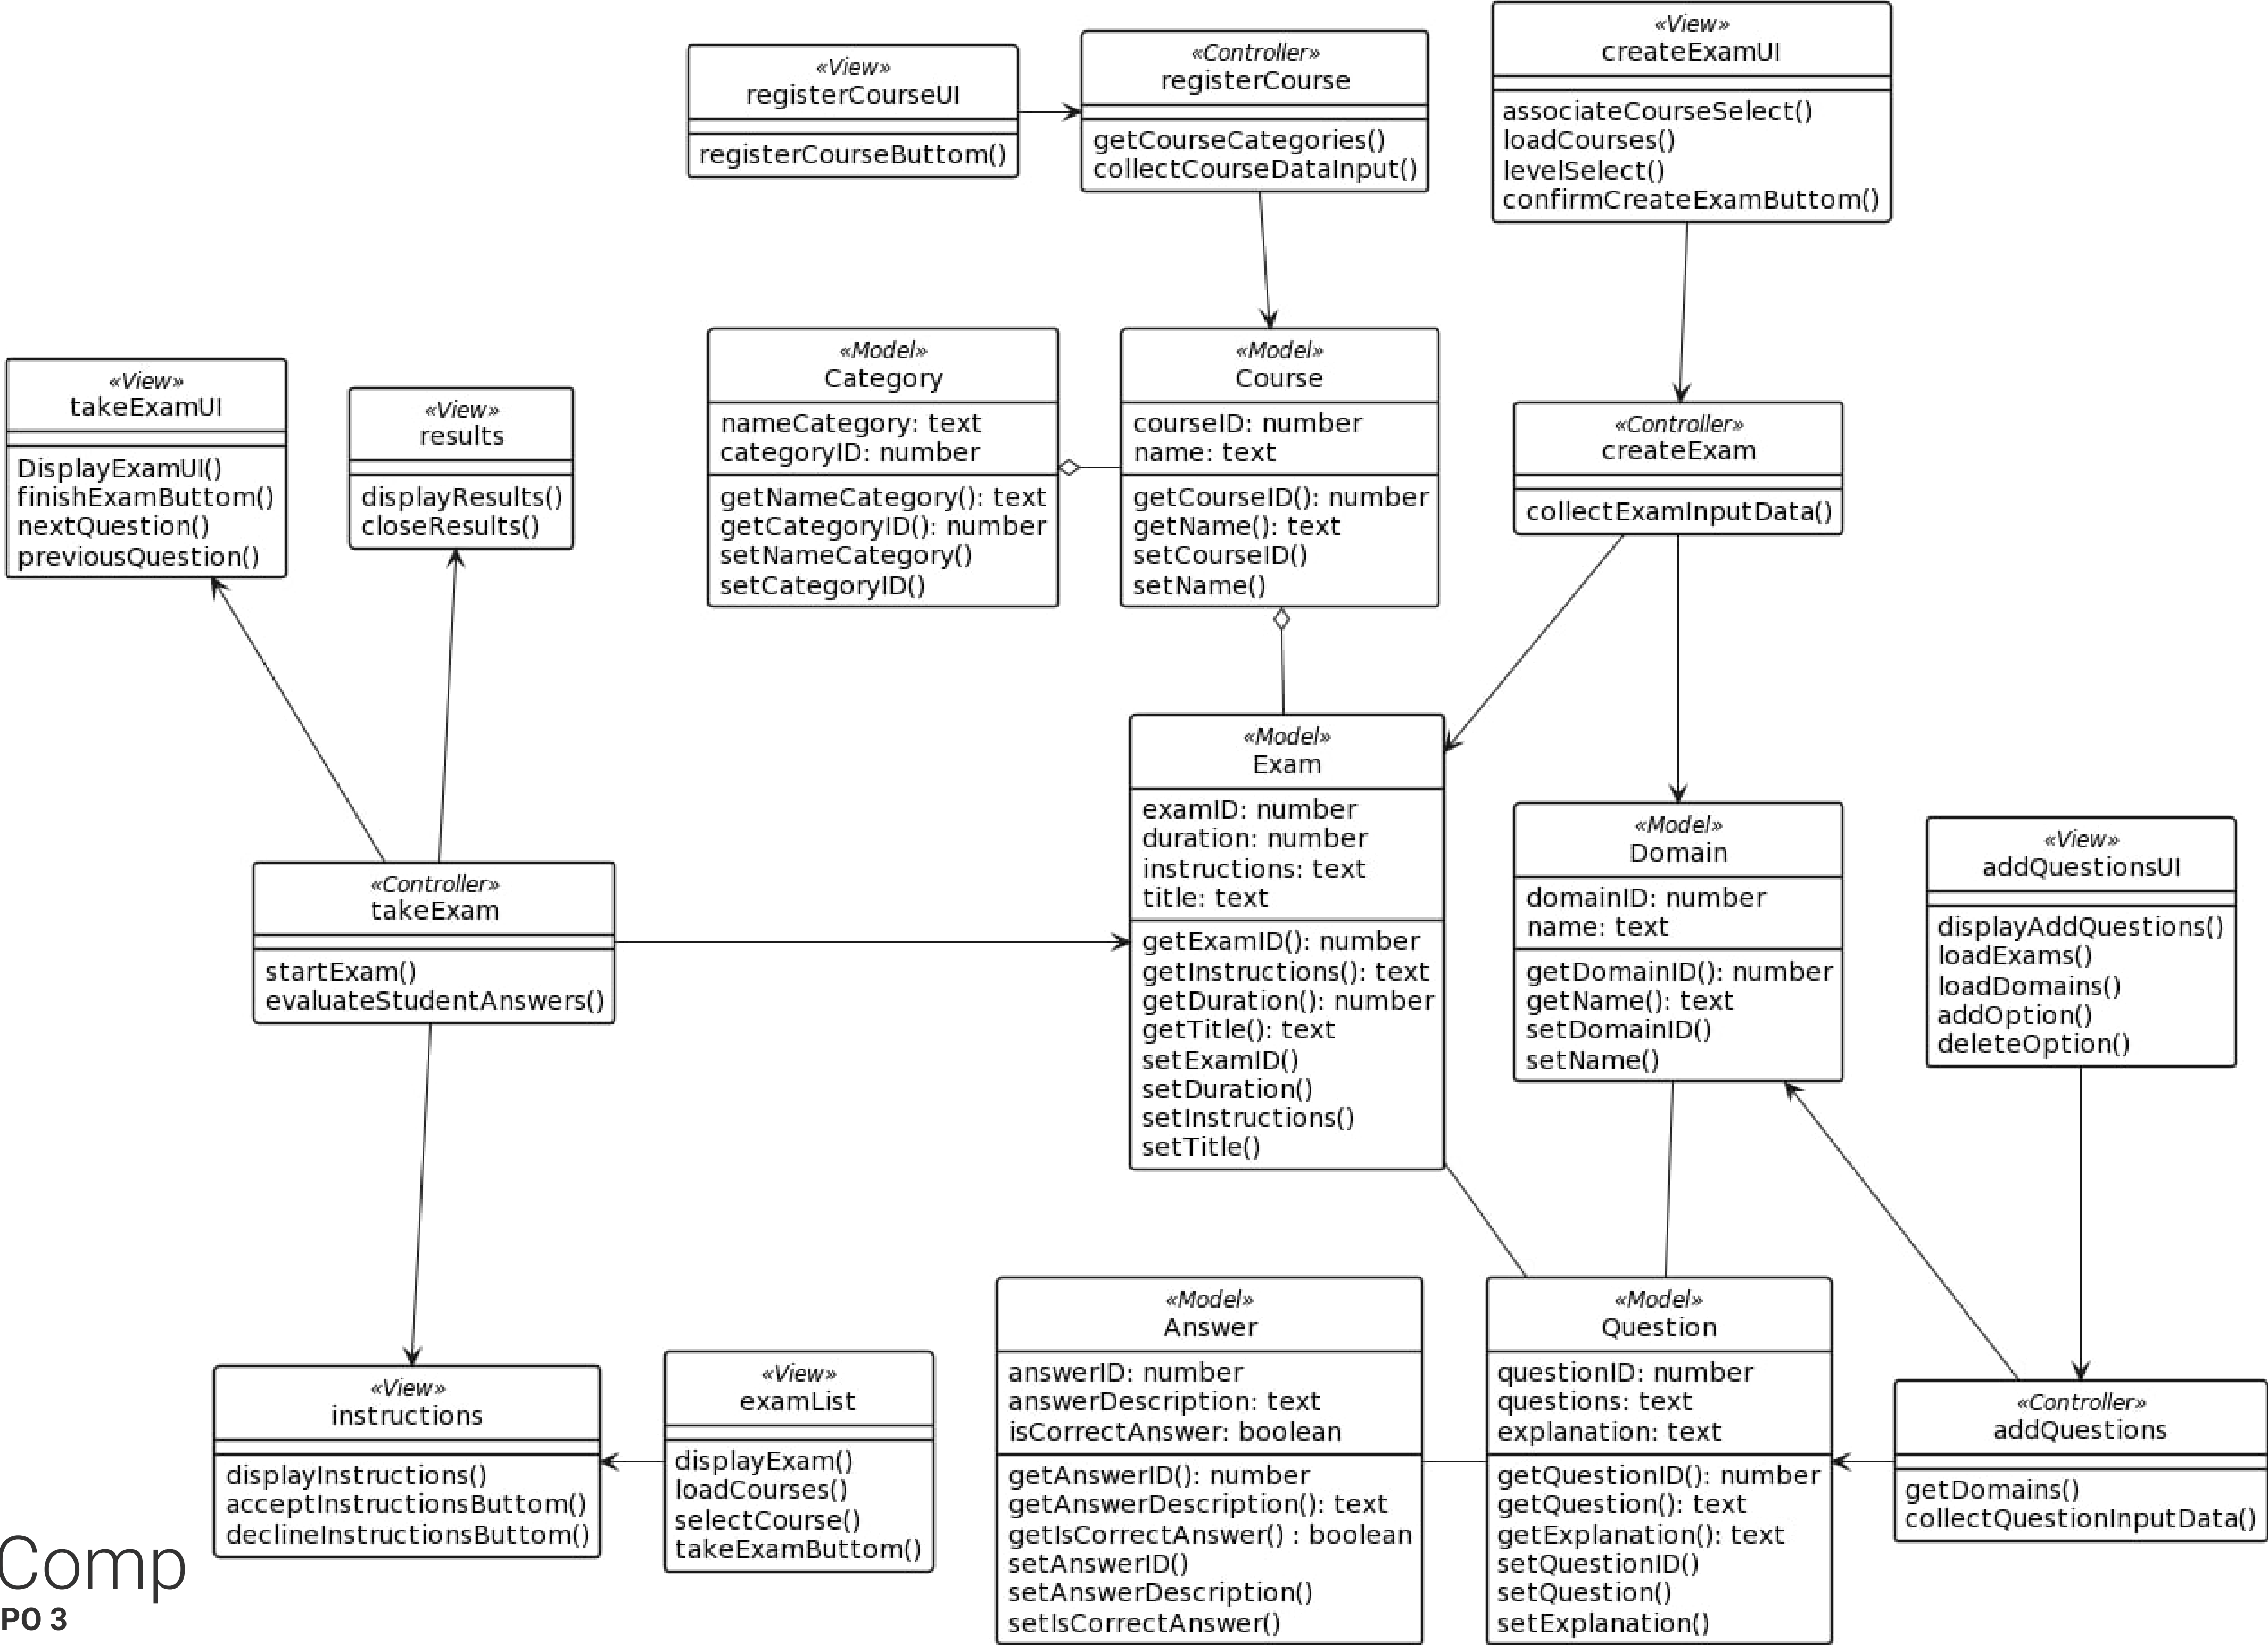 «View»
registerCourseUI
registerCourseButtom()
«Controller»
registerCourse
getCourseCategories()
collectCourseDataInput()
«View»
createExamUI
associateCourseSelect()
loadCourses()
levelSelect()
confirmCreateExamButtom()
«View»
takeExamUI
DisplayExamUI()
finishExamButtom()
nextQuestion()
previousQuestion()
«View»
results
displayResults()
closeResults()
«Model»
Category
nameCategory: text
categoryID: number
getNameCategory(): text
getCategoryID(): number
setNameCategory()
setCategoryID()
«Model»
Course
courseID: number
name: text
getCourseID(): number
getName(): text
setCourseID()
setName()
«Controller»
createExam
collectExamInputData()
«Controller»
takeExam
startExam()
evaluateStudentAnswers()
«Model»
Exam
examID: number
duration: number
instructions: text
title: text
getExamID(): number
getInstructions(): text
getDuration(): number
getTitle(): text
setExamID()
setDuration()
setInstructions()
setTitle()
«Model»
Domain
domainID: number
name: text
getDomainID(): number
getName(): text
setDomainID()
setName()
«View»
addQuestionsUI
displayAddQuestions()
loadExams()
loadDomains()
addOption()
deleteOption()
«View»
instructions
displayInstructions()
acceptInstructionsButtom()
declineInstructionsButtom()
«View»
examList
displayExam()
loadCourses()
selectCourse()
takeExamButtom()
«Model»
Answer
answerID: number
answerDescription: text
isCorrectAnswer: boolean
getAnswerID(): number
getAnswerDescription(): text
getIsCorrectAnswer() : boolean
setAnswerID()
setAnswerDescription()
setIsCorrectAnswer()
«Model»
Question
questionID: number
questions: text
explanation: text
getQuestionID(): number
getQuestion(): text
getExplanation(): text
setQuestionID()
setQuestion()
setExplanation()
«Controller»
addQuestions
getDomains()
collectQuestionInputData()
Comp
PO 3